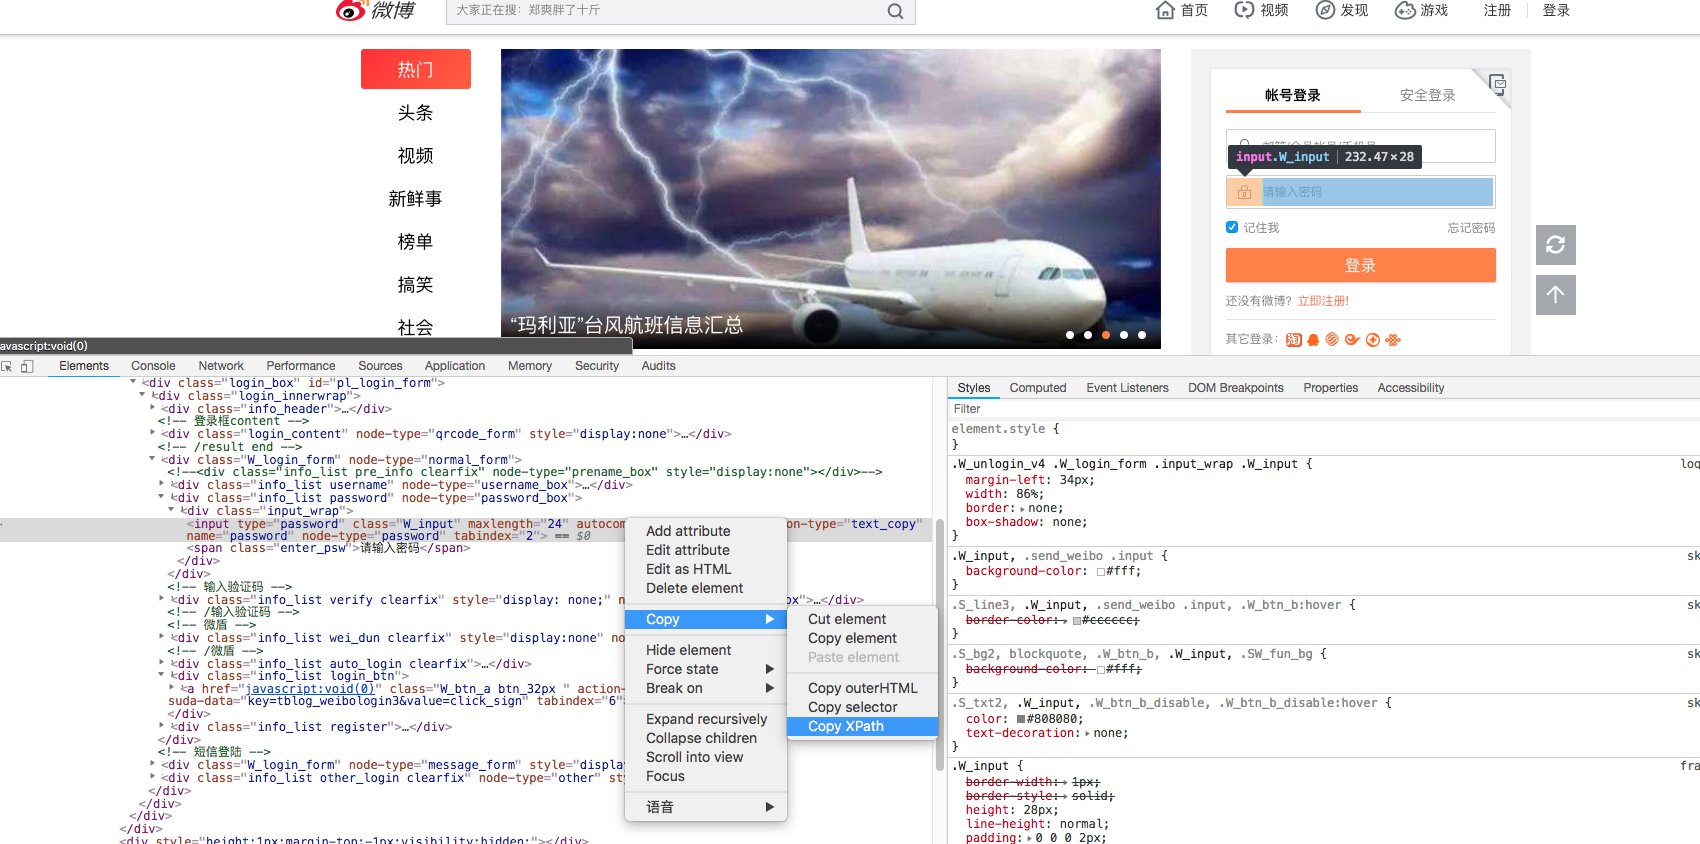 微博
大家正在搜：郑爽胖了十斤
首页
视频
发现
游戏
注册
登录
热门
头条
视频
新鲜事
榜单
搞笑
社会
“玛利亚”台风航班信息汇总
帐号登录
安全登录
input.W_input 232.47×28
请输入密码
记住我
忘记密码
登录
还没有微博？立即注册!
其它登录：
淘
avascript:void(0)
Elements Console Network Performance Sources Application Memory Security Audits
<div class="login_box" id="pl_login_form">
<div class="login_innerwrap">
<div class="info_header">…</div>
<!-- 登录框content -->
<div class="login_content" node-type="qrcode_form" style="display:none">…</div>
<!-- /result end -->
<div class="W_login_form" node-type="normal_form">
<!--<div class="info_list pre_info clearfix" node-type="prename_box" style="display:none"></div>-->
<div class="info_list username" node-type="username_box">…</div>
<div class="info_list password" node-type="password_box">
<div class="input_wrap">
<input type="password" class="W_input" maxlength="24" autocom on-type="text_copy"
name="password" node-type="password" tabindex="2"> == $0
<span class="enter_psw">请输入密码</span>
</div>
</div>
<!-- 输入验证码 -->
<div class="info_list verify clearfix" style="display: none;" n box">…</div>
<!-- /输入验证码 -->
<!-- 微盾 -->
<div class="info_list wei_dun clearfix" style="display:none" no
<!-- /微盾 -->
<div class="info_list auto_login clearfix">…</div>
<div class="info_list login_btn">
<a href="javascript:void(0)" class="W_btn_a btn_32px " action-
suda-data="key=tblog_weibologin3&value=click_sign" tabindex="6"
</div>
<div class="info_list register">…</div>
</div>
<!-- 短信登陆 -->
<div class="W_login_form" node-type="message_form" style="displ
<div class="info_list other_login clearfix" node-type="other" st
</div>
</div>
</div>
</div>
<div style="height:1px;margin-top:-1px;visibility:hidden;"></div>
Add attribute
Edit attribute
Edit as HTML
Delete element
Copy
Hide element
Force state
Break on
Expand recursively
Collapse children
Scroll into view
Focus
语音
Cut element
Copy element
Paste element
Copy outerHTML
Copy selector
Copy XPath
Styles Computed Event Listeners DOM Breakpoints Properties Accessibility
Filter
element.style {
}
.W_unlogin_v4 .W_login_form .input_wrap .W_input { log
margin-left: 34px;
width: 86%;
border: none;
box-shadow: none;
}
.W_input, .send_weibo .input { sk
background-color: #fff;
}
.S_line3, .W_input, .send_weibo .input, .W_btn_b:hover { sk
border-color: #cccccc;
}
.S_bg2, blockquote, .W_btn_b, .W_input, .SW_fun_bg { sk
background-color: #fff;
}
.S_txt2, .W_input, .W_btn_b_disable, .W_btn_b_disable:hover { sk
color: #808080;
text-decoration: none;
}
.W_input { fra
border-width: 1px;
border-style: solid;
height: 28px;
line-height: normal;
padding: 0 0 0 2px;